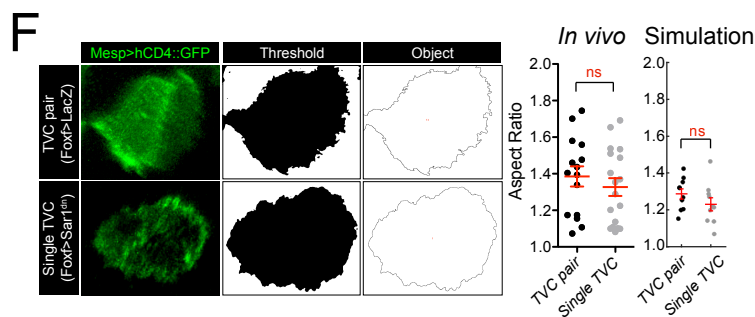 F
Mesp>hCD4::GFP
Threshold
Object
TVC pair
(Foxf>LacZ)
Single TVC
(Foxf>Sar1dn)
In vivo
Simulation
Aspect Ratio
2.0
1.8
1.6
1.4
1.2
1.0
ns
TVC pair
Single TVC
2.0
1.8
1.6
1.4
1.2
1.0
ns
TVC pair
Single TVC